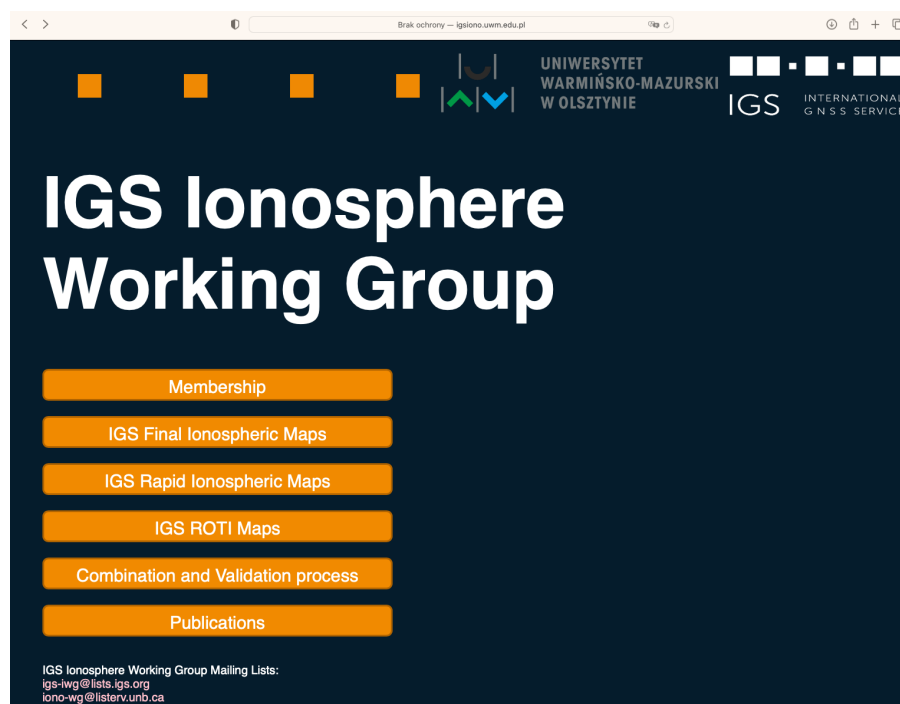 Brak ochrony — igsiono.uwm.edu.pl
UNIWERSYTET
WARMIŃSKO-MAZURSKI
W OLSZTYNIE
IGS
INTERNATIONAL
GNSS SERVICE
IGS Ionosphere
Working Group
Membership
IGS Final Ionospheric Maps
IGS Rapid Ionospheric Maps
IGS ROTI Maps
Combination and Validation process
Publications
IGS Ionosphere Working Group Mailing Lists:
igs-iwg@lists.igs.org
iono-wg@listerv.unb.ca